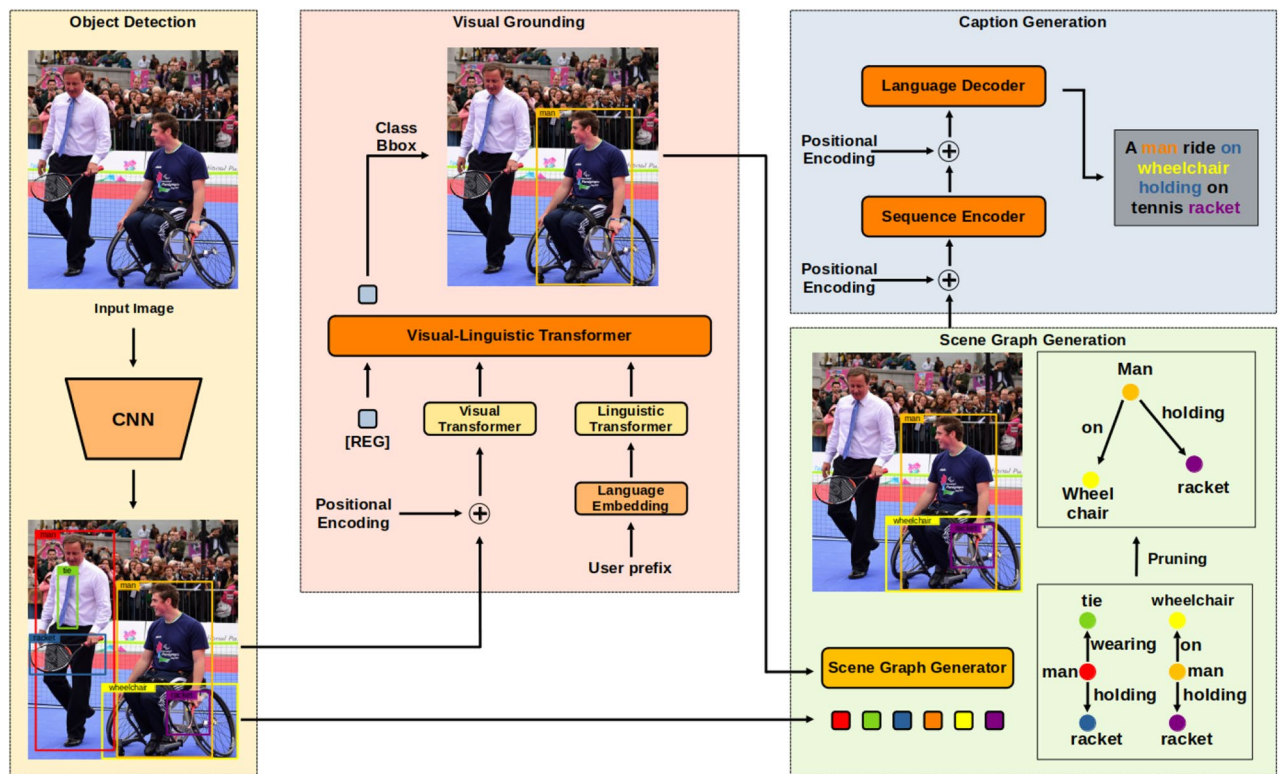 Object Detection
Input Image
CNN
man
tie
racket
man
wheelchair
racket
Visual Grounding
Class
Bbox
man
Visual-Linguistic Transformer
[REG]
Visual
Transformer
Linguistic
Transformer
Positional
Encoding
Language
Embedding
User prefix
Caption Generation
Language Decoder
Positional
Encoding
Sequence Encoder
Positional
Encoding
A man ride on
wheelchair
holding on
tennis racket
Scene Graph Generation
man
wheelchair
racket
Man
on
holding
Wheel
chair
racket
Pruning
Scene Graph Generator
tie
wearing
man
holding
racket
wheelchair
on
man
holding
racket